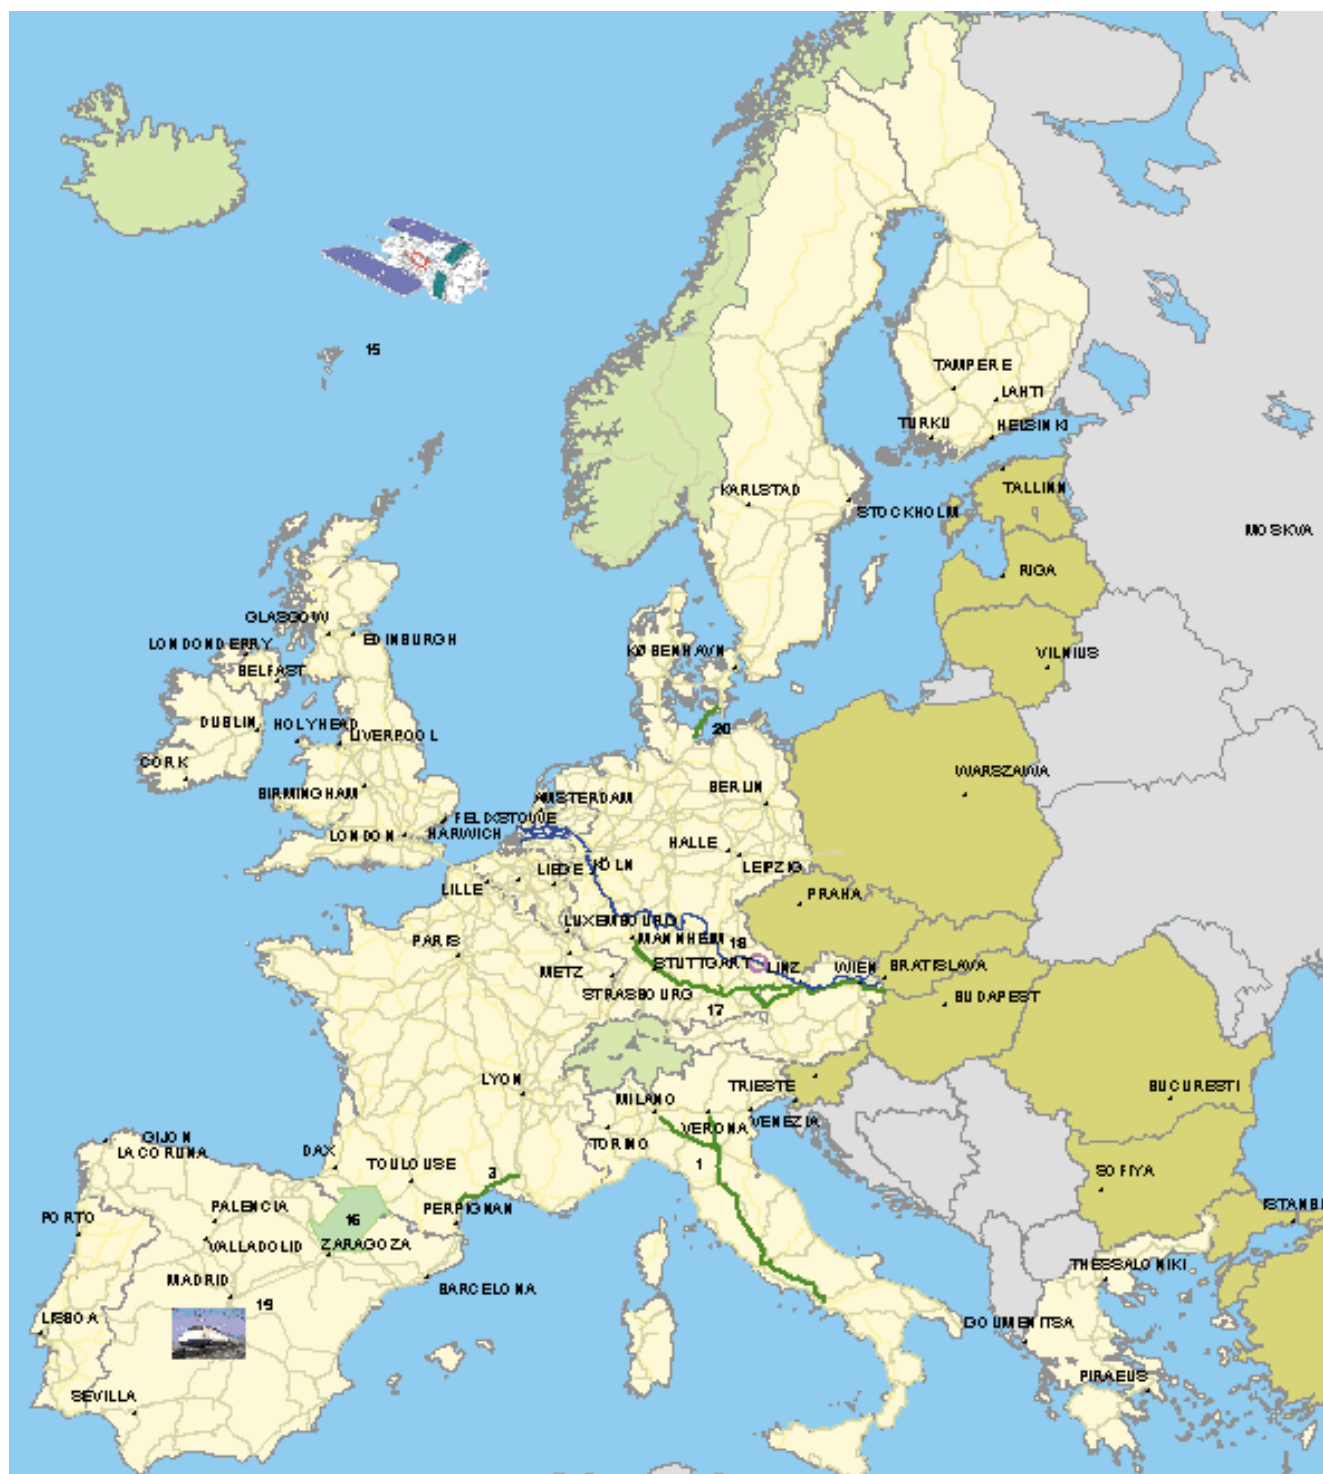 15
TAMPERE
LAHTI
TURKU
HELSINKI
KARLSTAD
STOCKHOLM
TALLINN
MOSKVA
RIGA
GLASGOW
EDINBURGH
LONDONDERRY
BELFAST
KØBENHAVN
VILNIUS
DUBLIN
HOLYHEAD
LIVERPOOL
20
CORK
BIRMINGHAM
WARSZAWA
BERLIN
AMSTERDAM
FELIXSTOWE
LONDON
HARWICH
HALLE
LEIPZIG
LILLE
LIEGE
KÖLN
PRAHA
LUXEMBOURG
PARIS
MANNHEIM
18
METZ
STUTTGART
LINZ
WIEN
BRATISLAVA
STRASBOURG
BUDAPEST
17
LYON
TRIESTE
BUCURESTI
MILANO
VERONA
VENEZIA
TORINO
GIJON
LA CORUNA
DAX
TOULOUSE
3
1
SOFIYA
PORTO
PALENCIA
16
PERPIGNAN
ISTANB
VALLADOLID
ZARAGOZA
THESSALONIKI
MADRID
BARCELONA
19
LISBOA
IGOUMENITSA
PIRAEUS
SEVILLA